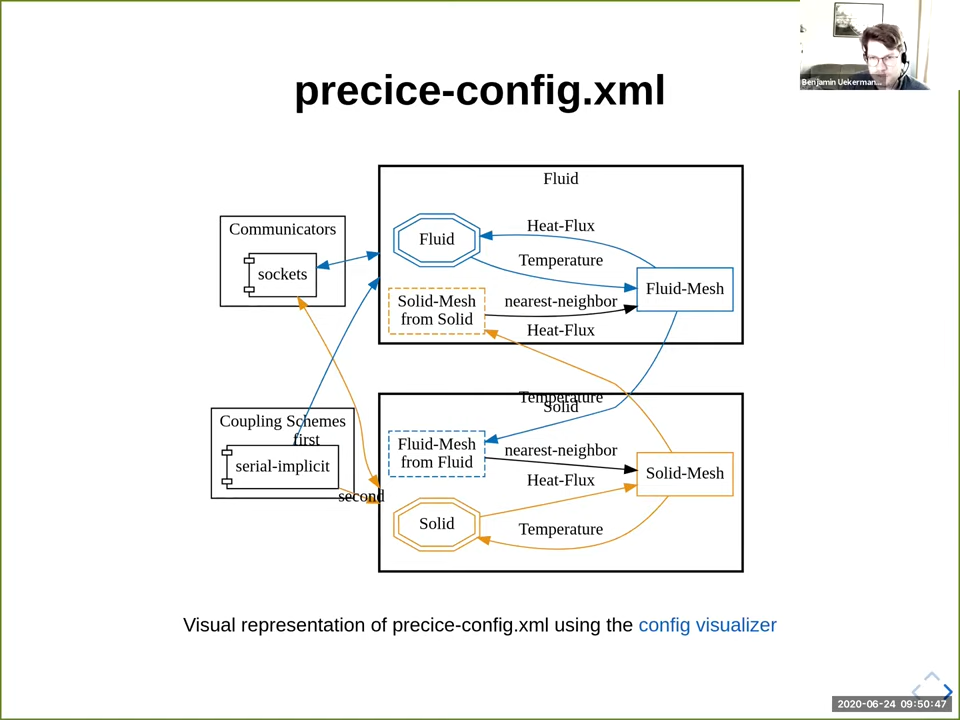 Benjamin Uekerman...
precice-config.xml
Fluid
Communicators
sockets
Fluid
Heat-Flux
Temperature
Fluid-Mesh
Solid-Mesh
from Solid
nearest-neighbor
Heat-Flux
Temperature
Solid
Coupling Schemes
first
serial-implicit
second
Fluid-Mesh
from Fluid
nearest-neighbor
Heat-Flux
Solid-Mesh
Solid
Temperature
Visual representation of precice-config.xml using the config visualizer
2020-06-24 09:50:47